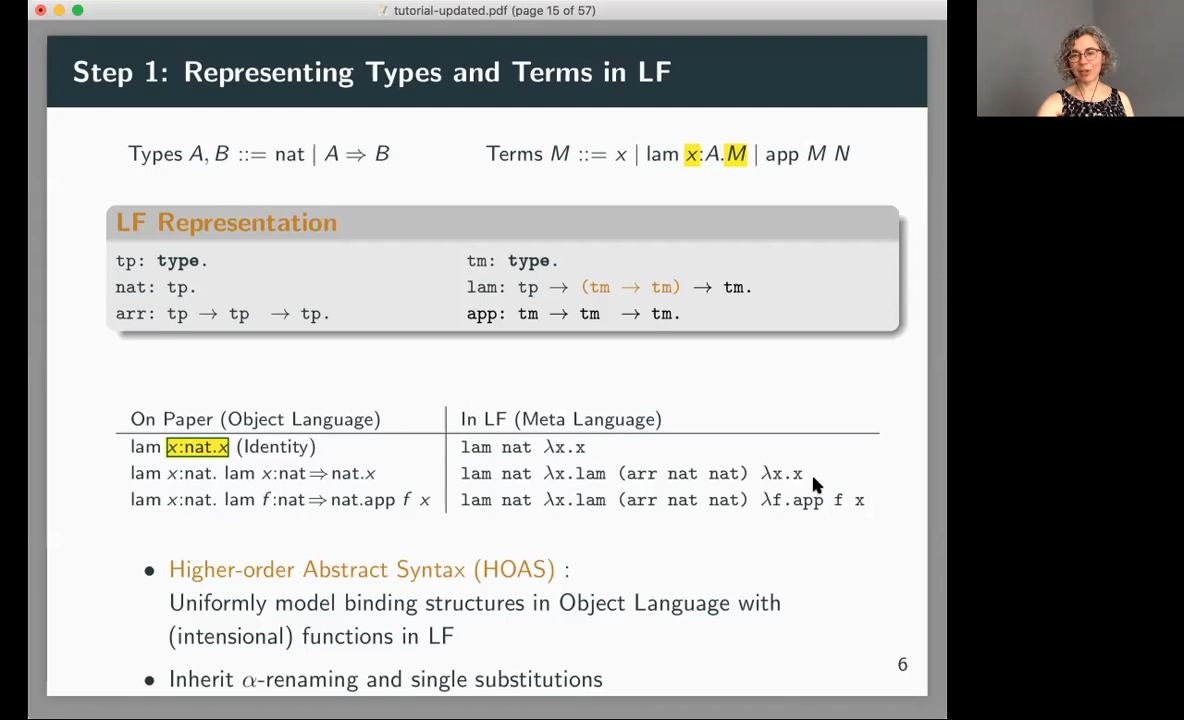 tutorial-updated.pdf (page 15 of 57)
Step 1: Representing Types and Terms in LF
Types A, B ::= nat | A ⇒ B
Terms M ::= x | lam x:A.M | app M N
LF Representation
tp: type.
nat: tp.
arr: tp → tp → tp.
tm: type.
lam: tp → (tm → tm) → tm.
app: tm → tm → tm.
On Paper (Object Language) In LF (Meta Language)
lam x:nat.x (Identity) lam nat λx.x
lam x:nat. lam x:nat⇒nat.x lam nat λx.lam (arr nat nat) λx.x
lam x:nat. lam f:nat⇒nat.app f x lam nat λx.lam (arr nat nat) λf.app f x
• Higher-order Abstract Syntax (HOAS) :
Uniformly model binding structures in Object Language with
(intensional) functions in LF
• Inherit α-renaming and single substitutions
6